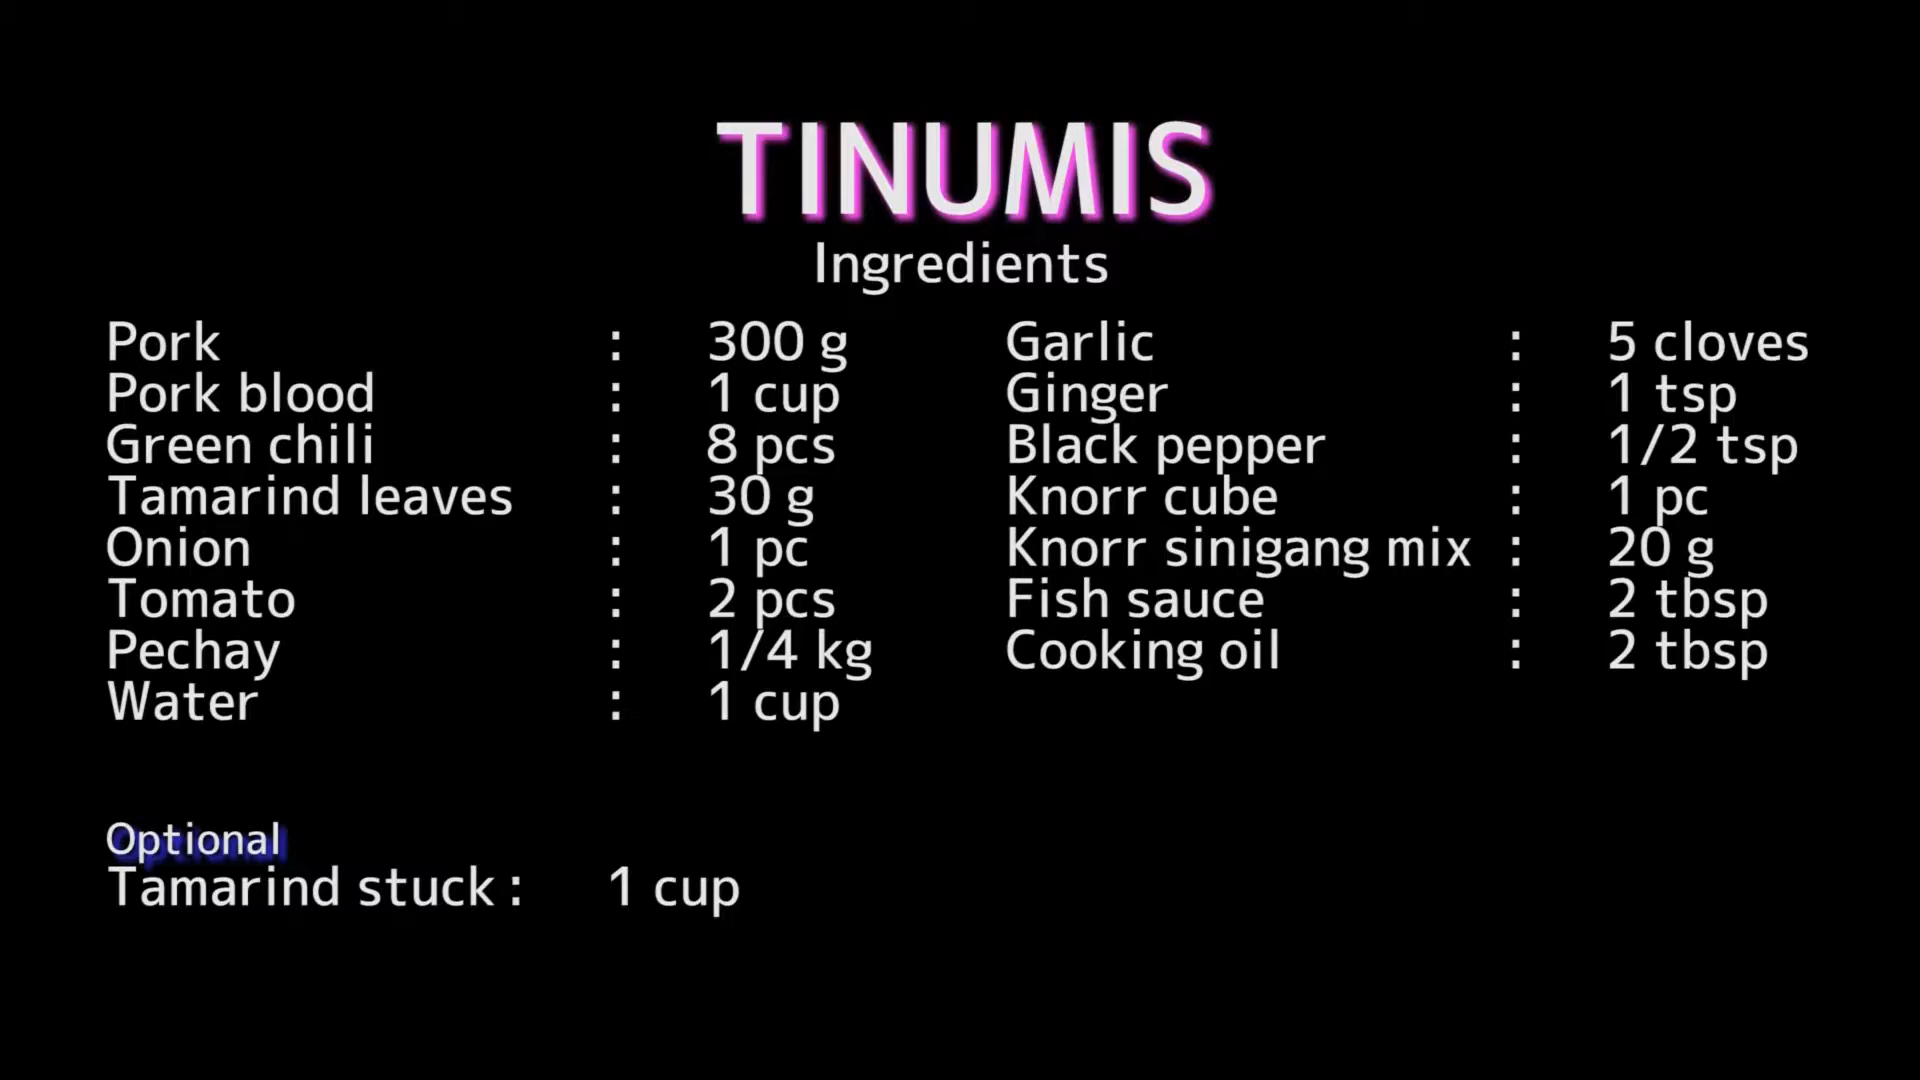 TINUMIS
Ingredients
Pork : 300 g
Pork blood : 1 cup
Green chili : 8 pcs
Tamarind leaves : 30 g
Onion : 1 pc
Tomato : 2 pcs
Pechay : 1/4 kg
Water : 1 cup
Garlic : 5 cloves
Ginger : 1 tsp
Black pepper : 1/2 tsp
Knorr cube : 1 pc
Knorr sinigang mix : 20 g
Fish sauce : 2 tbsp
Cooking oil : 2 tbsp
Optional
Tamarind stuck : 1 cup